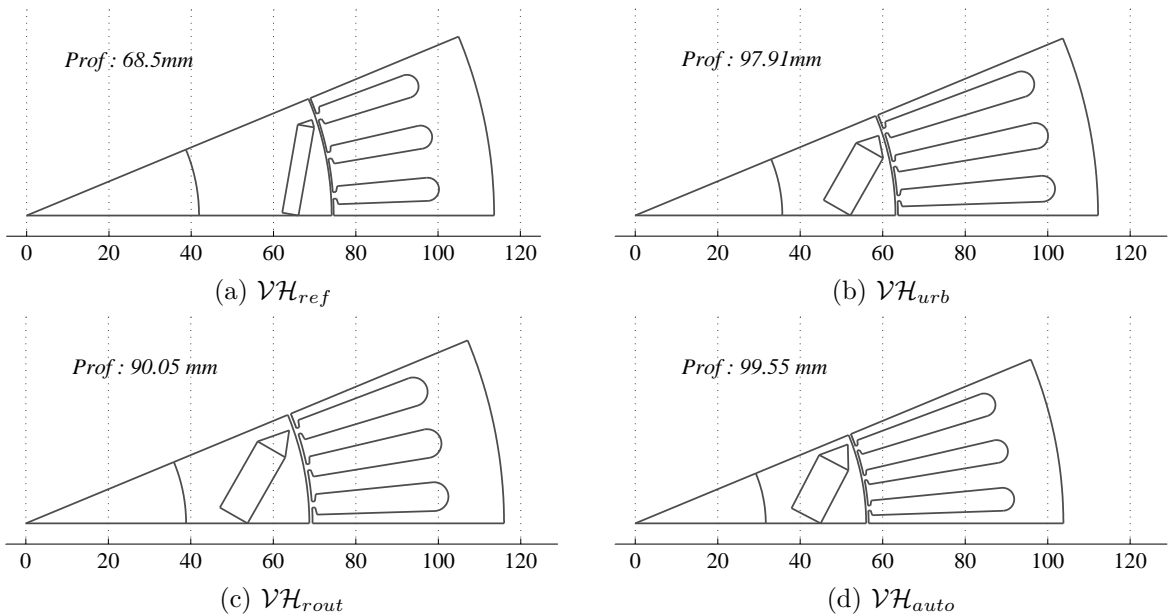 Prof : 68.5mm
Prof : 97.91mm
0 20 40 60 80 100 120
0 20 40 60 80 100 120
(a) 𝒱ℋ_ref
(b) 𝒱ℋ_urb
Prof : 90.05 mm
Prof : 99.55 mm
0 20 40 60 80 100 120
0 20 40 60 80 100 120
(c) 𝒱ℋ_rout
(d) 𝒱ℋ_auto